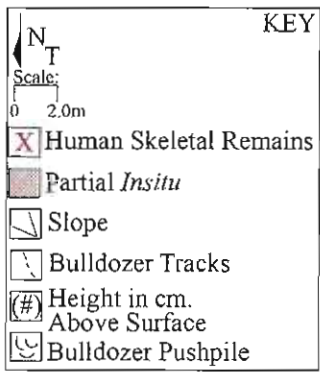 KEY
N
T
Scale:
0 2.0m
X Human Skeletal Remains
Partial Insitu
Slope
Bulldozer Tracks
(#) Height in cm.
Above Surface
Bulldozer Pushpile